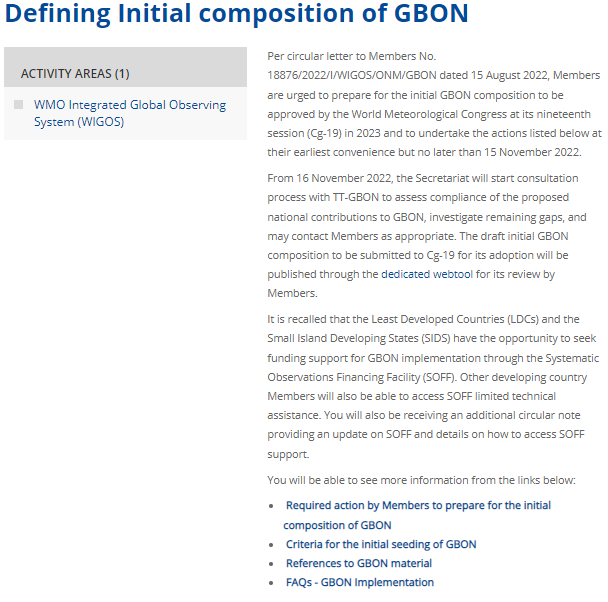 Defining Initial composition of GBON
ACTIVITY AREAS (1)
WMO Integrated Global Observing
System (WIGOS)
Per circular letter to Members No.
18876/2022/I/WIGOS/ONM/GBON dated 15 August 2022, Members
are urged to prepare for the initial GBON composition to be
approved by the World Meteorological Congress at its nineteenth
session (Cg-19) in 2023 and to undertake the actions listed below at
their earliest convenience but no later than 15 November 2022.
From 16 November 2022, the Secretariat will start consultation
process with TT-GBON to assess compliance of the proposed
national contributions to GBON, investigate remaining gaps, and
may contact Members as appropriate. The draft initial GBON
composition to be submitted to Cg-19 for its adoption will be
published through the dedicated webtool for its review by
Members.
It is recalled that the Least Developed Countries (LDCs) and the
Small Island Developing States (SIDS) have the opportunity to seek
funding support for GBON implementation through the Systematic
Observations Financing Facility (SOFF). Other developing country
Members will also be able to access SOFF limited technical
assistance. You will also be receiving an additional circular note
providing an update on SOFF and details on how to access SOFF
support.
You will be able to see more information from the links below:
• Required action by Members to prepare for the initial
composition of GBON
• Criteria for the initial seeding of GBON
• References to GBON material
• FAQs - GBON Implementation